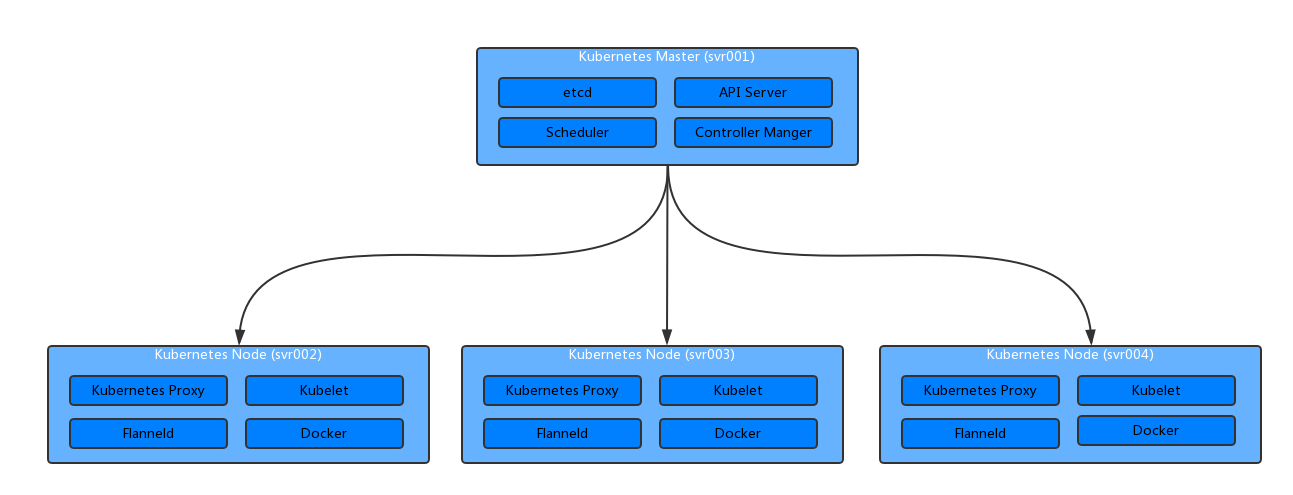 Kubernetes Master (svr001)
etcd
API Server
Scheduler
Controller Manger
Kubernetes Node (svr002)
Kubernetes Proxy
Kubelet
Flanneld
Docker
Kubernetes Node (svr003)
Kubernetes Proxy
Kubelet
Flanneld
Docker
Kubernetes Node (svr004)
Kubernetes Proxy
Kubelet
Flanneld
Docker